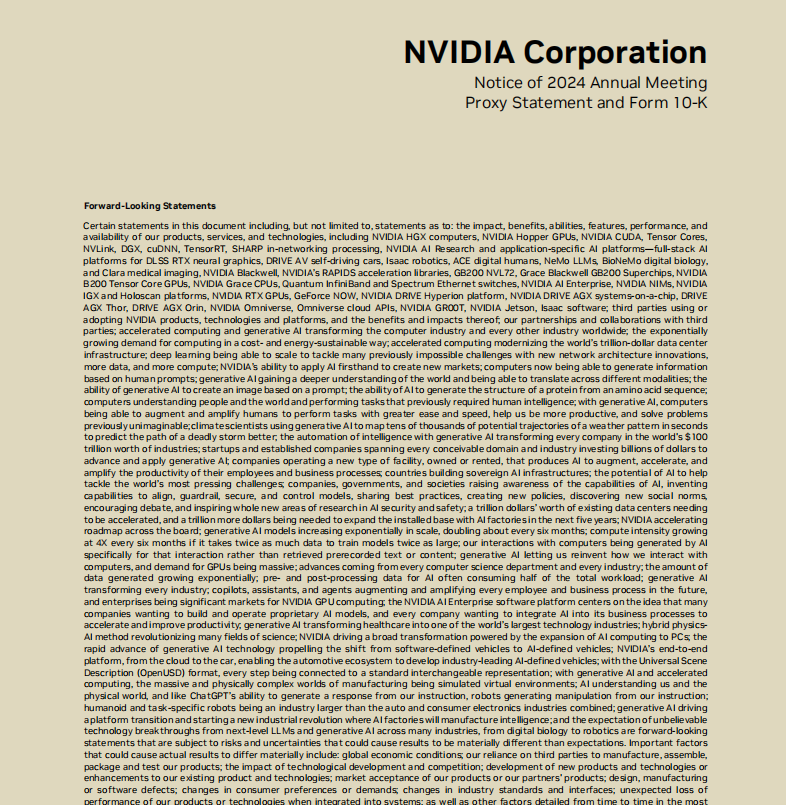 NVIDIA Corporation
Notice of 2024 Annual Meeting
Proxy Statement and Form 10-K
Forward-Looking Statements
Certain statements in this document including, but not limited to, statements as to: the impact, benefits, abilities, features, performance, and
availability of our products, services, and technologies, including NVIDIA HGX computers, NVIDIA Hopper GPUs, NVIDIA CUDA, Tensor Cores,
NVLink, DGX, cuDNN, TensorRT, SHARP in-networking processing, NVIDIA AI Research and application-specific AI platforms—full-stack AI
platforms for DLSS RTX neural graphics, DRIVE AV self-driving cars, Isaac robotics, ACE digital humans, NeMo LLMs, BioNeMo digital biology,
and Clara medical imaging, NVIDIA Blackwell, NVIDIA's RAPIDS acceleration libraries, GB200 NVL72, Grace Blackwell GB200 Superchips, NVIDIA
B200 Tensor Core GPUs, NVIDIA Grace CPUs, Quantum InfiniBand and Spectrum Ethernet switches, NVIDIA AI Enterprise, NVIDIA NIMs, NVIDIA
IGX and Holoscan platforms, NVIDIA RTX GPUs, GeForce NOW, NVIDIA DRIVE Hyperion platform, NVIDIA DRIVE AGX systems-on-a-chip, DRIVE
AGX Thor, DRIVE AGX Orin, NVIDIA Omniverse, Omniverse cloud APIs, NVIDIA GR00T, NVIDIA Jetson, Isaac software; third parties using or
adopting NVIDIA products, technologies and platforms, and the benefits and impacts thereof; our partnerships and collaborations with third
parties; accelerated computing and generative AI transforming the computer industry and every other industry worldwide; the exponentially
growing demand for computing in a cost- and energy-sustainable way; accelerated computing modernizing the world's trillion-dollar data center
infrastructure; deep learning being able to scale to tackle many previously impossible challenges with new network architecture innovations,
more data, and more compute; NVIDIA's ability to apply AI firsthand to create new markets; computers now being able to generate information
based on human prompts; generative AI gaining a deeper understanding of the world and being able to translate across different modalities; the
ability of generative AI to create an image based on a prompt; the ability of AI to generate the structure of a protein from an amino acid sequence;
computers understanding people and the world and performing tasks that previously required human intelligence; with generative AI, computers
being able to augment and amplify humans to perform tasks with greater ease and speed, help us be more productive, and solve problems
previously unimaginable; climate scientists using generative AI to map tens of thousands of potential trajectories of a weather pattern in seconds
to predict the path of a deadly storm better; the automation of intelligence with generative AI transforming every company in the world's $100
trillion worth of industries; startups and established companies spanning every conceivable domain and industry investing billions of dollars to
advance and apply generative AI; companies operating a new type of facility, owned or rented, that produces AI to augment, accelerate, and
amplify the productivity of their employees and business processes; countries building sovereign AI infrastructures; the potential of AI to help
tackle the world's most pressing challenges; companies, governments, and societies raising awareness of the capabilities of AI, inventing
capabilities to align, guardrail, secure, and control models, sharing best practices, creating new policies, discovering new social norms,
encouraging debate, and inspiring whole new areas of research in AI security and safety; a trillion dollars' worth of existing data centers needing
to be accelerated, and a trillion more dollars being needed to expand the installed base with AI factories in the next five years; NVIDIA accelerating
roadmap across the board; generative AI models increasing exponentially in scale, doubling about every six months; compute intensity growing
at 4X every six months if it takes twice as much data to train models twice as large; our interactions with computers being generated by AI
specifically for that interaction rather than retrieved prerecorded text or content; generative AI letting us reinvent how we interact with
computers, and demand for GPUs being massive; advances coming from every computer science department and every industry; the amount of
data generated growing exponentially; pre- and post-processing data for AI often consuming half of the total workload; generative AI
transforming every industry; copilots, assistants, and agents augmenting and amplifying every employee and business process in the future,
and enterprises being significant markets for NVIDIA GPU computing; the NVIDIA AI Enterprise software platform centers on the idea that many
companies wanting to build and operate proprietary AI models, and every company wanting to integrate AI into its business processes to
accelerate and improve productivity; generative AI transforming healthcare into one of the world's largest technology industries; hybrid physics-
AI method revolutionizing many fields of science; NVIDIA driving a broad transformation powered by the expansion of AI computing to PCs; the
rapid advance of generative AI technology propelling the shift from software-defined vehicles to AI-defined vehicles; NVIDIA's end-to-end
platform, from the cloud to the car, enabling the automotive ecosystem to develop industry-leading AI-defined vehicles; with the Universal Scene
Description (OpenUSD) format, every step being connected to a standard interchangeable representation; with generative AI and accelerated
computing, the massive and physically complex worlds of manufacturing being simulated virtual environments; AI understanding us and the
physical world, and like ChatGPT's ability to generate a response from our instruction, robots generating manipulation from our instruction;
humanoid and task-specific robots being an industry larger than the auto and consumer electronics industries combined; generative AI driving
a platform transition and starting a new industrial revolution where AI factories will manufacture intelligence; and the expectation of unbelievable
technology breakthroughs from next-level LLMs and generative AI across many industries, from digital biology to robotics are forward-looking
statements that are subject to risks and uncertainties that could cause results to be materially different than expectations. Important factors
that could cause actual results to differ materially include: global economic conditions; our reliance on third parties to manufacture, assemble,
package and test our products; the impact of technological development and competition; development of new products and technologies or
enhancements to our existing product and technologies; market acceptance of our products or our partners' products; design, manufacturing
or software defects; changes in consumer preferences or demands; changes in industry standards and interfaces; unexpected loss of
performance of our products or technologies when integrated into systems; as well as other factors detailed from time to time in the most